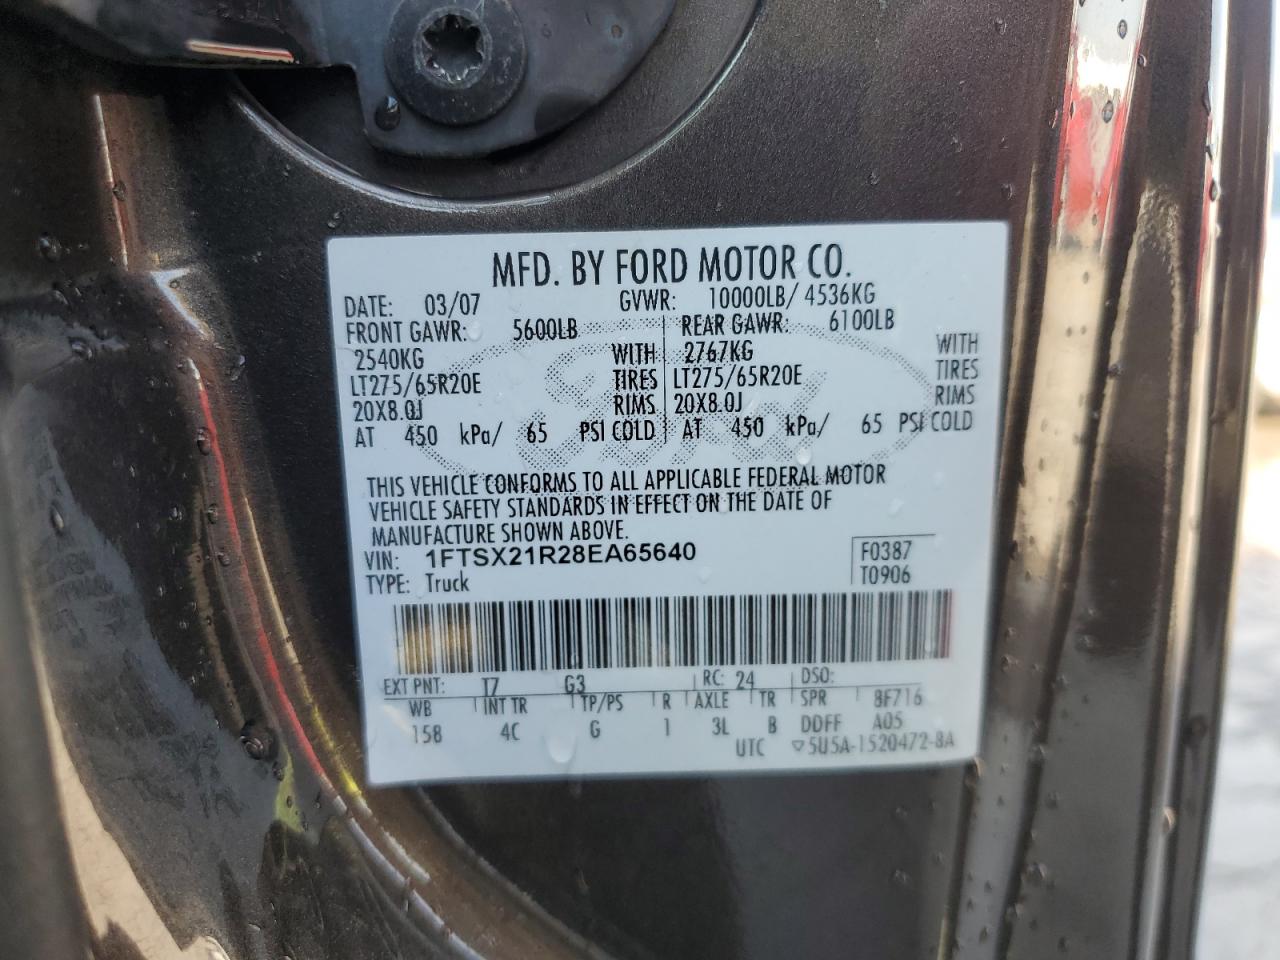 MFD. BY FORD MOTOR CO.
DATE: 03/07 GVWR: 10000LB/ 4536KG
FRONT GAWR: 5600LB REAR GAWR: 6100LB
2540KG WITH 2767KG WITH
LT275/65R20E TIRES LT275/65R20E TIRES
20X8.0J RIMS 20X8.0J RIMS
AT 450 kPa/ 65 PSI COLD AT 450 kPa/ 65 PSI COLD
THIS VEHICLE CONFORMS TO ALL APPLICABLE FEDERAL MOTOR
VEHICLE SAFETY STANDARDS IN EFFECT ON THE DATE OF
MANUFACTURE SHOWN ABOVE.
VIN: 1FTSX21R28EA65640 F0387
TYPE: Truck T0906
EXT PNT: T7 G3 RC: 24 DSO:
WB INT TR TP/PS R AXLE TR SPR 8F716
158 4C G 1 3L B DDFF A05
UTC ▽5U5A-1520472-8A